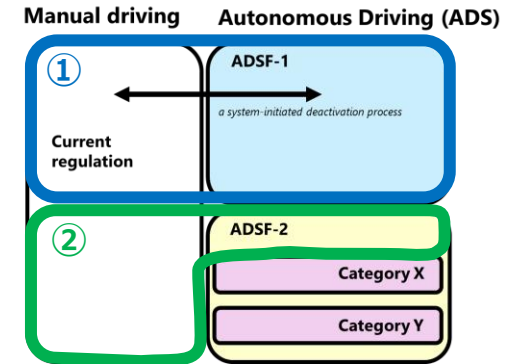 Manual driving
Autonomous Driving (ADS)
①
ADSF-1
a system-initiated deactivation process
Current
regulation
②
ADSF-2
Category X
Category Y